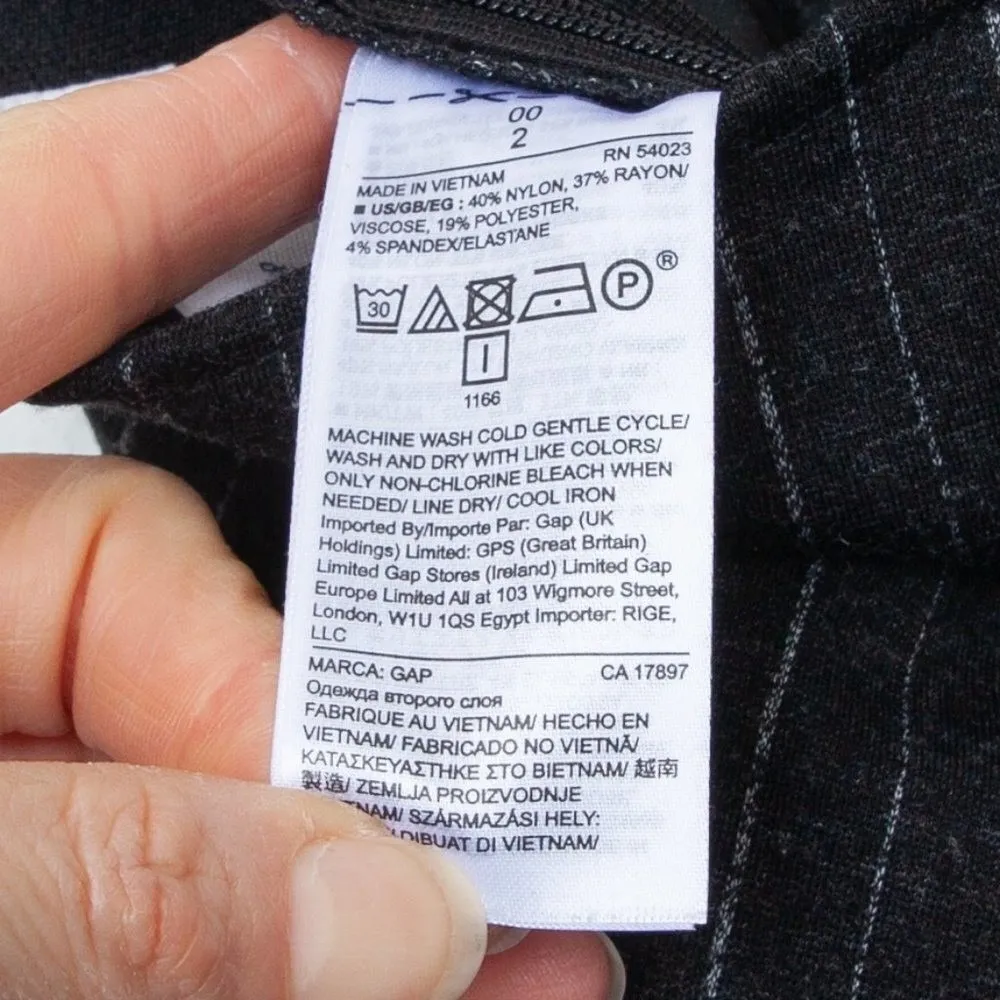 00
2
RN 54023
MADE IN VIETNAM
■ US/GB/EG : 40% NYLON, 37% RAYON/
VISCOSE, 19% POLYESTER,
4% SPANDEX/ELASTANE
30 P ®
1166
MACHINE WASH COLD GENTLE CYCLE/
WASH AND DRY WITH LIKE COLORS/
ONLY NON-CHLORINE BLEACH WHEN
NEEDED/ LINE DRY/ COOL IRON
Imported By/Importe Par: Gap (UK
Holdings) Limited: GPS (Great Britain)
Limited Gap Stores (Ireland) Limited Gap
Europe Limited All at 103 Wigmore Street,
London, W1U 1QS Egypt Importer: RIGE,
LLC
MARCA: GAP CA 17897
Одежда второго слоя
FABRIQUE AU VIETNAM/ HECHO EN
VIETNAM/ FABRICADO NO VIETNÃ/
ΚΑΤΑΣΚΕΥΑΣΤΗΚΕ ΣΤΟ ΒΙΕΤΝΑΜ/ 越南
製造/ ZEMLJA PROIZVODNJE
NAM/ SZÁRMAZÁSI HELY:
DIBUAT DI VIETNAM/